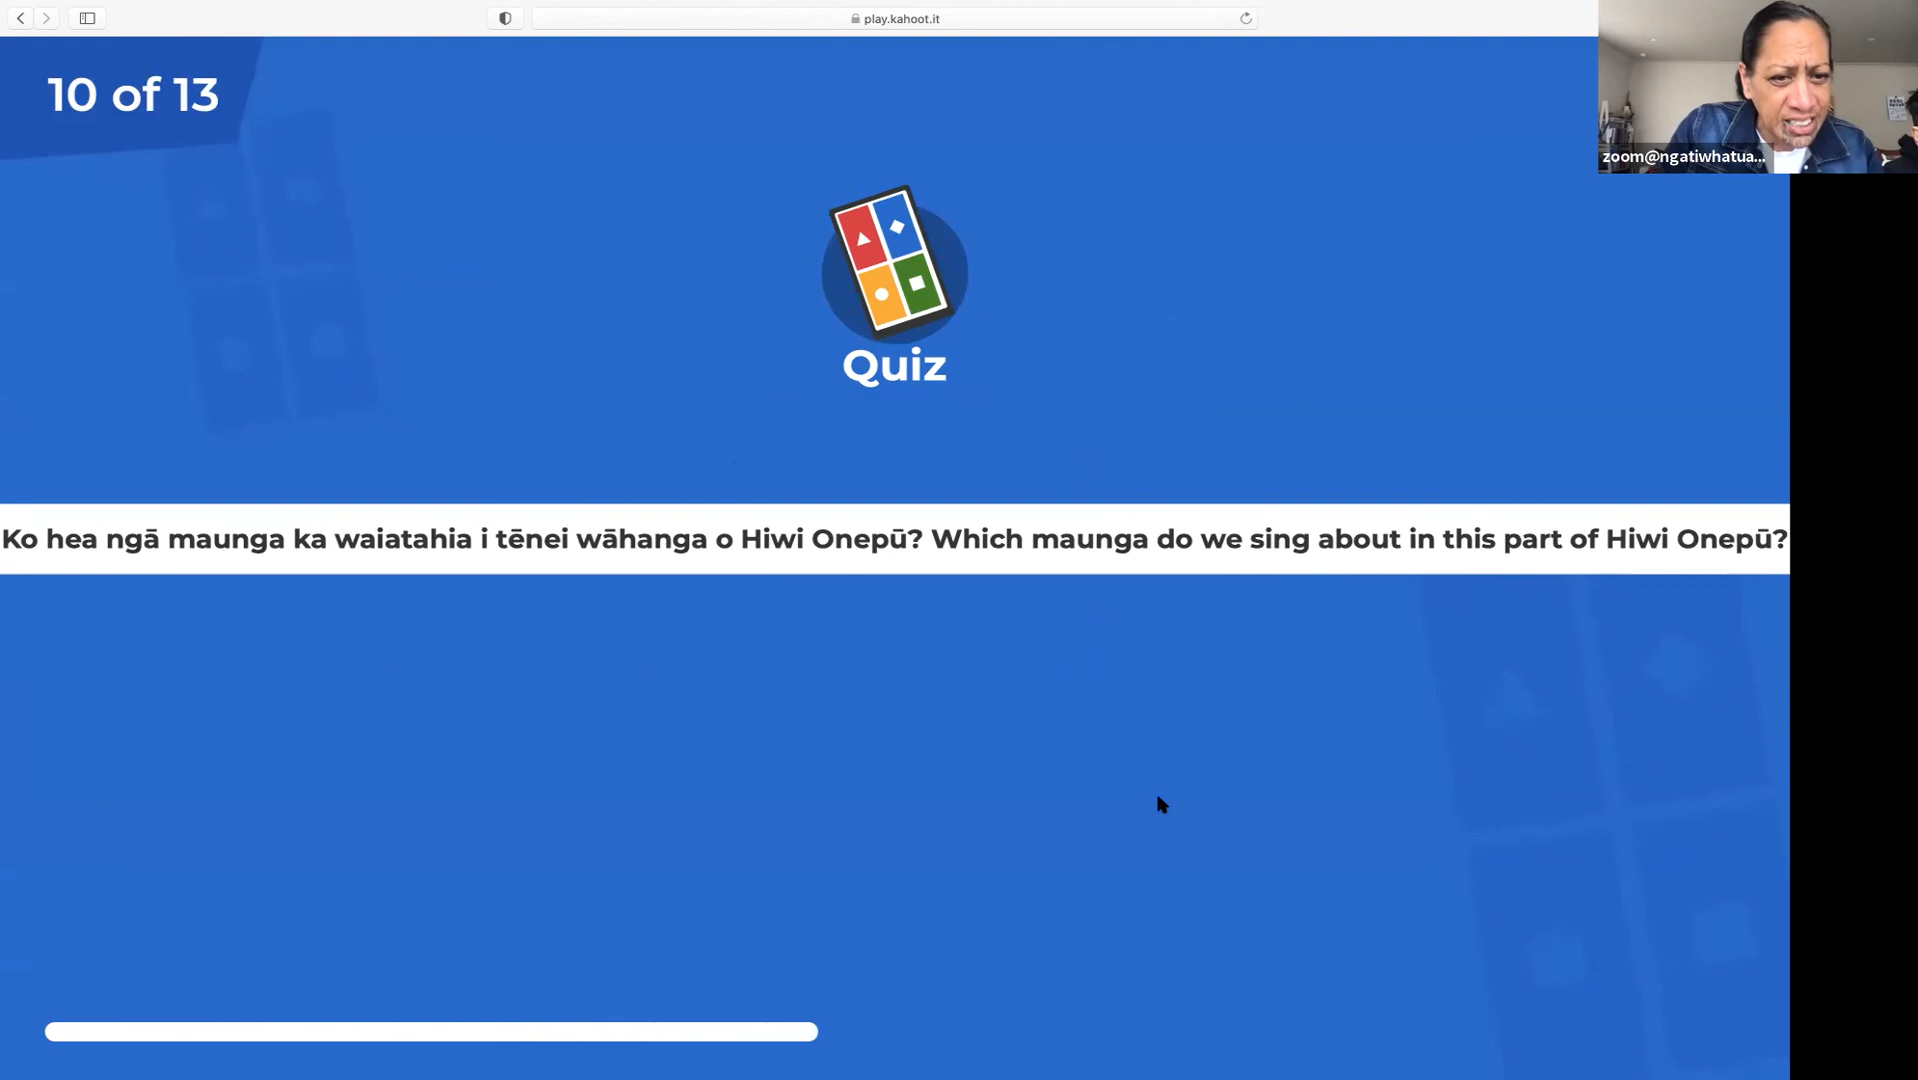 play.kahoot.it
10 of 13
zoom@ngatiwhatua...
Quiz
Ko hea ngā maunga ka waiatahia i tēnei wāhanga o Hiwi Onepū? Which maunga do we sing about in this part of Hiwi Onepū?